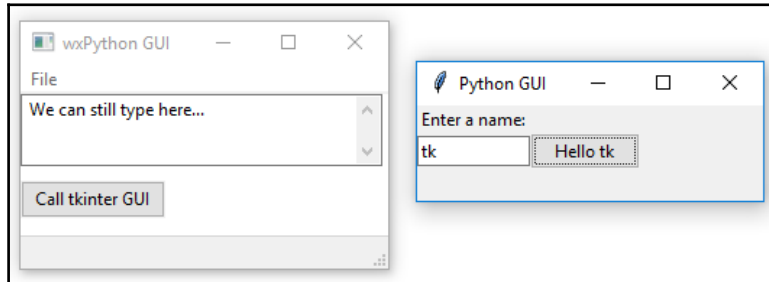 wxPython GUI
File
We can still type here...
Call tkinter GUI
Python GUI
Enter a name:
tk
Hello tk